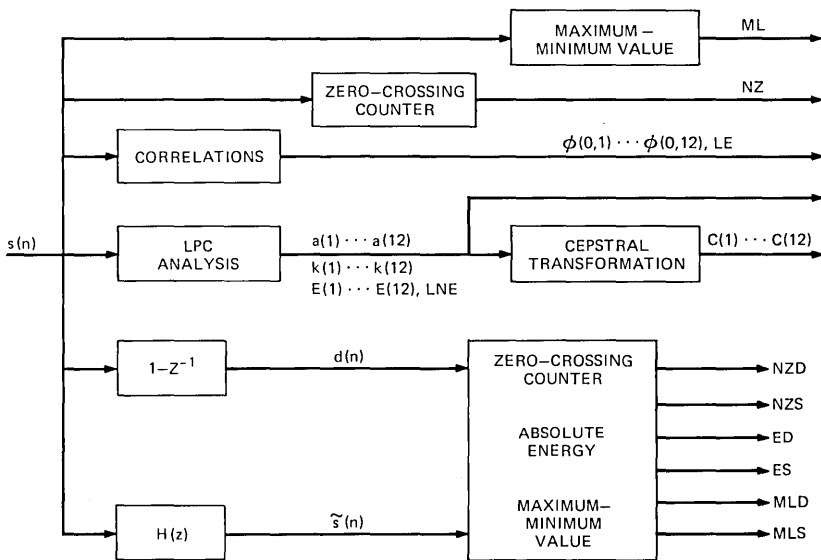 MAXIMUM–
MINIMUM VALUE
ML
ZERO–CROSSING
COUNTER
NZ
CORRELATIONS
ϕ(0,1) ··· ϕ(0,12), LE
s(n)
LPC
ANALYSIS
a(1) ··· a(12)
k(1) ··· k(12)
E(1) ··· E(12), LNE
CEPSTRAL
TRANSFORMATION
C(1) ··· C(12)
1–Z⁻¹
d(n)
H(z)
s̃(n)
ZERO–CROSSING
COUNTER
ABSOLUTE
ENERGY
MAXIMUM–
MINIMUM
VALUE
NZD
NZS
ED
ES
MLD
MLS